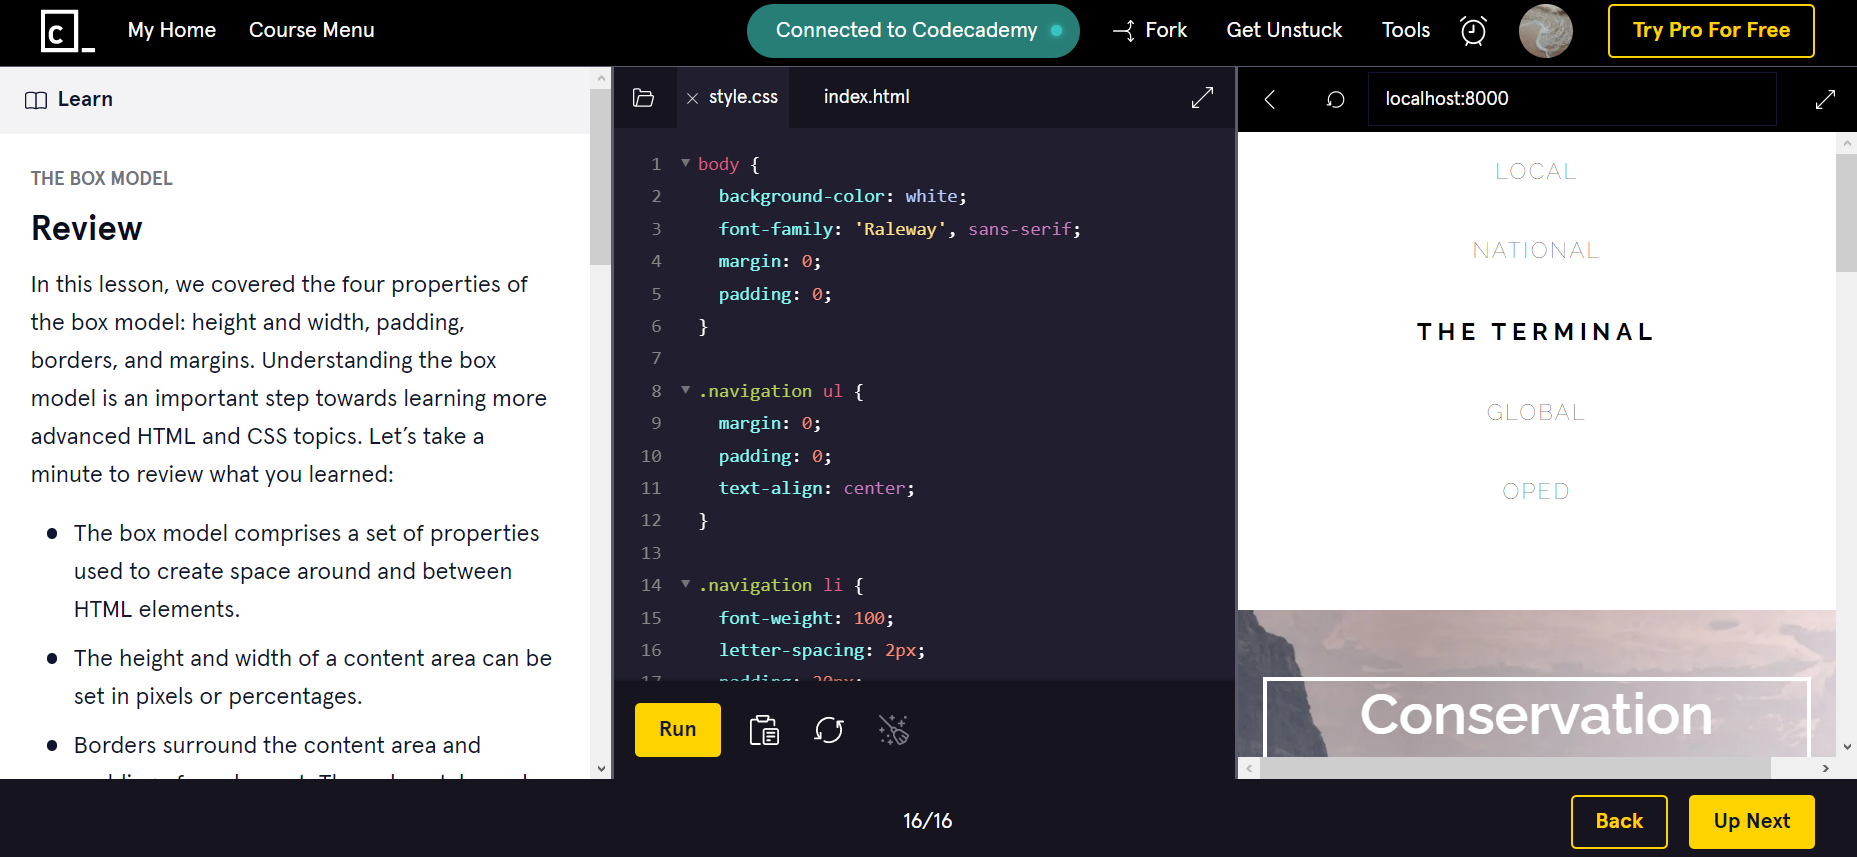 c_ My Home Course Menu Connected to Codecademy Fork Get Unstuck Tools Try Pro For Free
Learn
THE BOX MODEL
Review
In this lesson, we covered the four properties of
the box model: height and width, padding,
borders, and margins. Understanding the box
model is an important step towards learning more
advanced HTML and CSS topics. Let’s take a
minute to review what you learned:
The box model comprises a set of properties
used to create space around and between
HTML elements.
The height and width of a content area can be
set in pixels or percentages.
Borders surround the content area and
style.css index.html
1 body {
2 background-color: white;
3 font-family: 'Raleway', sans-serif;
4 margin: 0;
5 padding: 0;
6 }
7
8 .navigation ul {
9 margin: 0;
10 padding: 0;
11 text-align: center;
12 }
13
14 .navigation li {
15 font-weight: 100;
16 letter-spacing: 2px;
17 padding: 20px;
Run
localhost:8000
LOCAL
NATIONAL
THE TERMINAL
GLOBAL
OPED
Conservation
16/16
Back Up Next